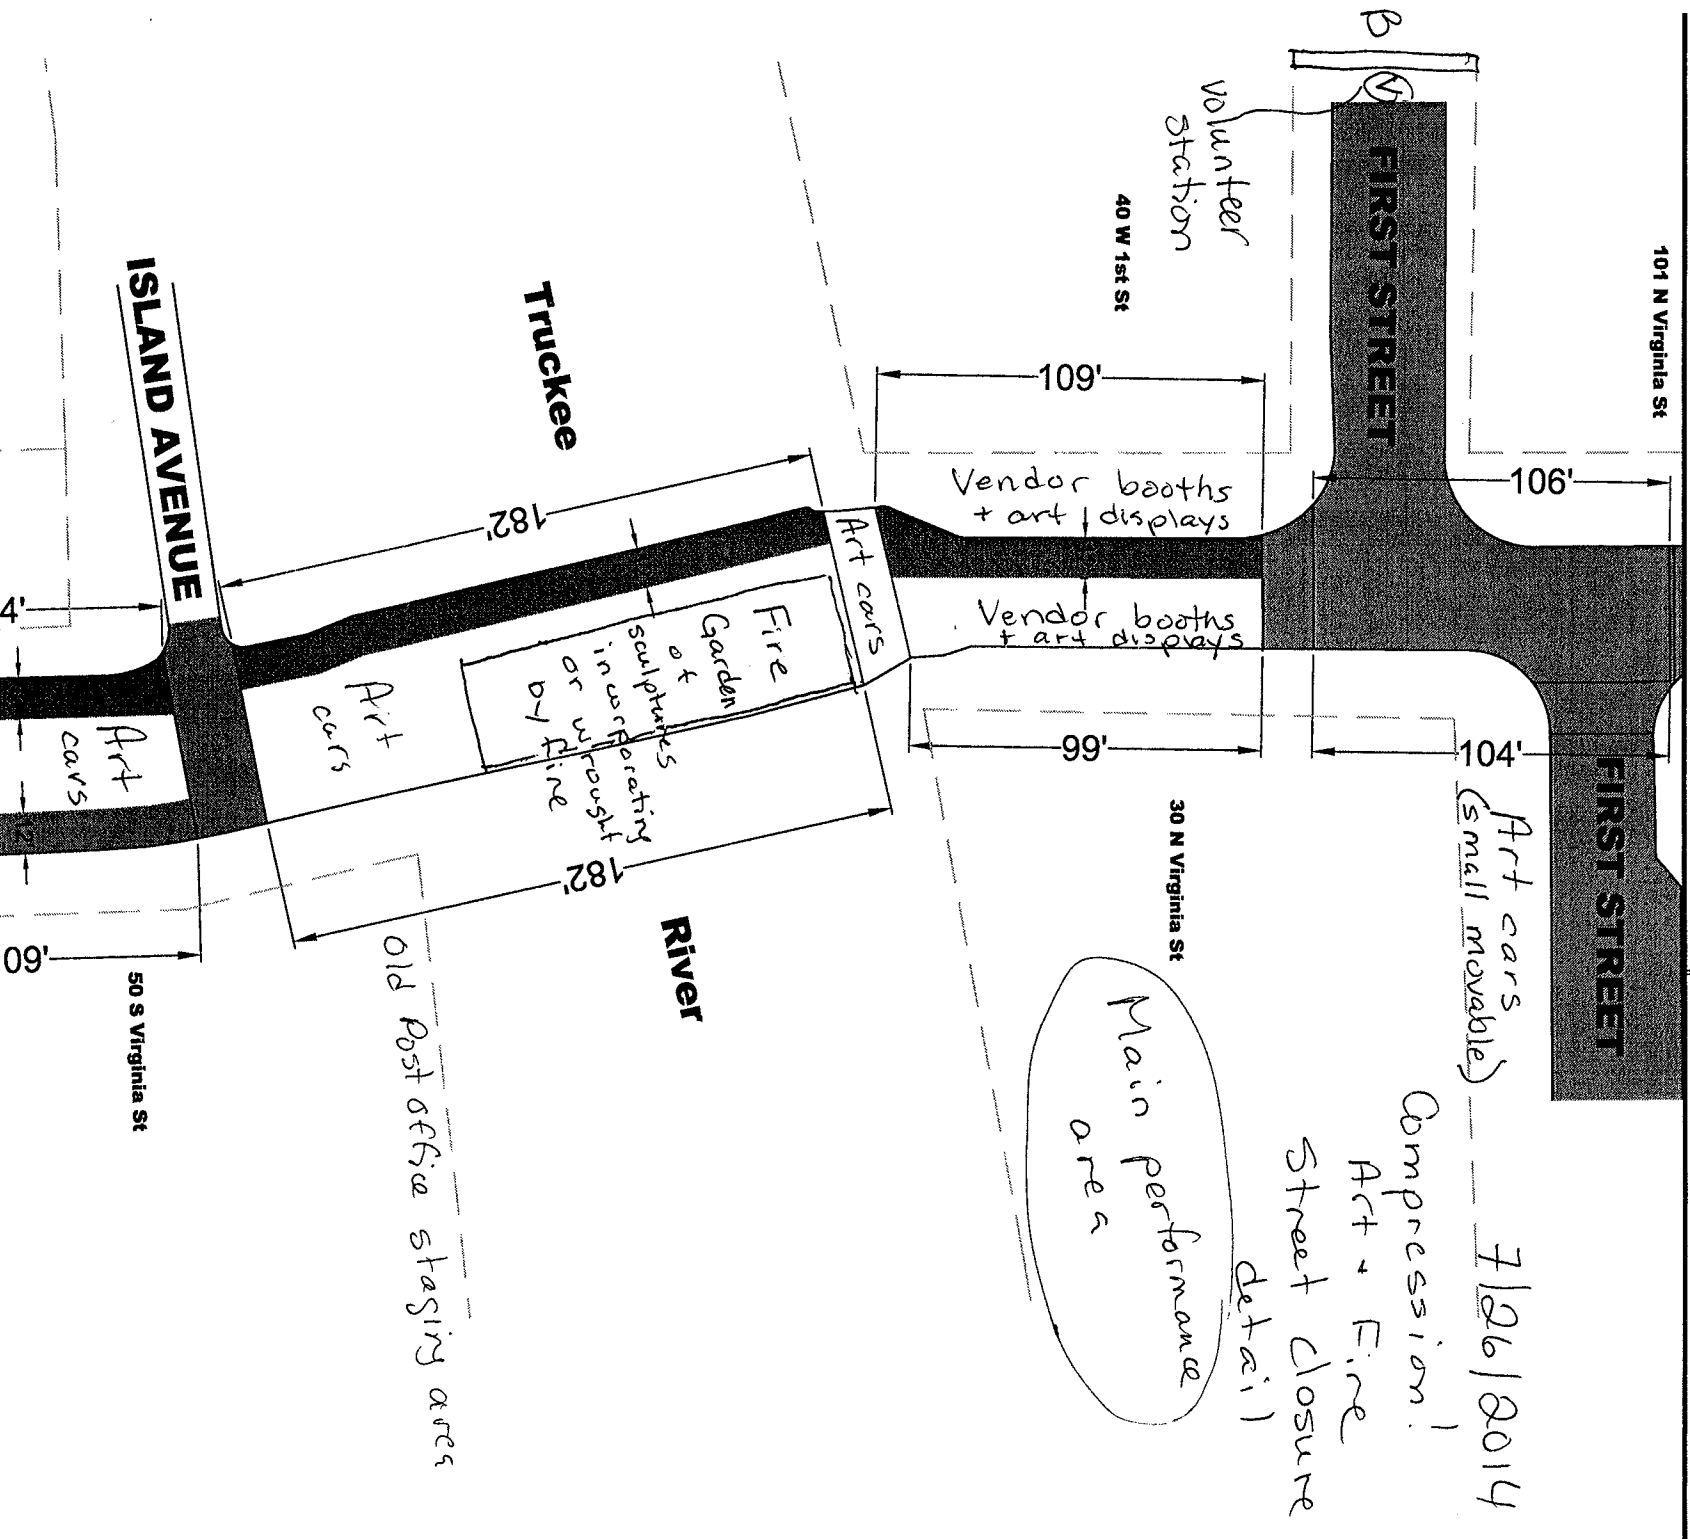 7/26/2014
Compression!
Art + Fire
Street Closure
detail
101 N Virginia St
FIRST STREET
FIRST STREET
B
V
Volunteer
Station
40 W 1st St
106'
104'
Art cars
(small movable)
109'
99'
Vendor booths
+ art displays
Vendor booths
+ art displays
30 N Virginia St
Main performance
area
Art cars
Truckee
River
182'
182'
Fire
Garden
of
sculptures
incorporating
or wrought
by fire
Art
cars
ISLAND AVENUE
Old Post office staging area
4'
Art
cars
12'
09'
50 S Virginia St